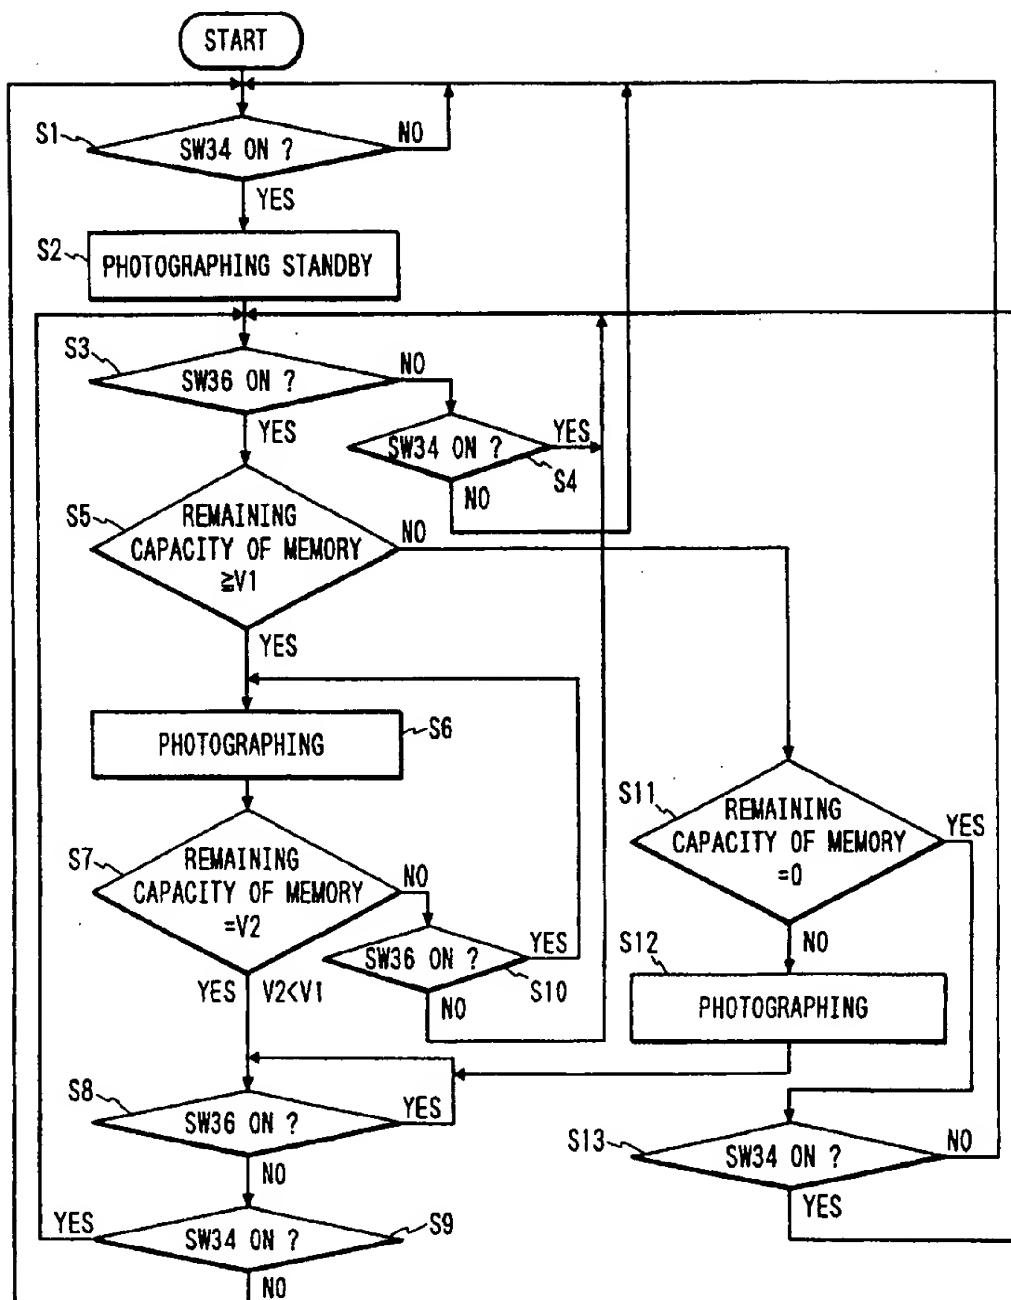 START
S1
SW34 ON ?
NO
YES
S2
PHOTOGRAPHING STANDBY
S3
SW36 ON ?
NO
YES
SW34 ON ?
YES
S4
NO
S5
REMAINING
CAPACITY OF MEMORY
≧V1
NO
YES
PHOTOGRAPHING
S6
S7
REMAINING
CAPACITY OF MEMORY
=V2
NO
YES
V2<V1
SW36 ON ?
YES
S10
NO
S11
REMAINING
CAPACITY OF MEMORY
=0
YES
NO
S12
PHOTOGRAPHING
S8
SW36 ON ?
YES
NO
S13
SW34 ON ?
NO
YES
YES
SW34 ON ?
S9
NO